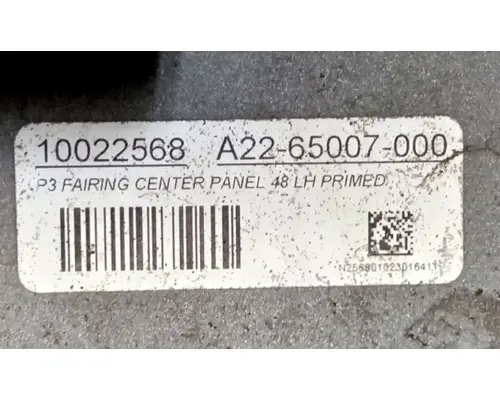 10022568 A22-65007-000
P3 FAIRING CENTER PANEL 48 LH PRIMED